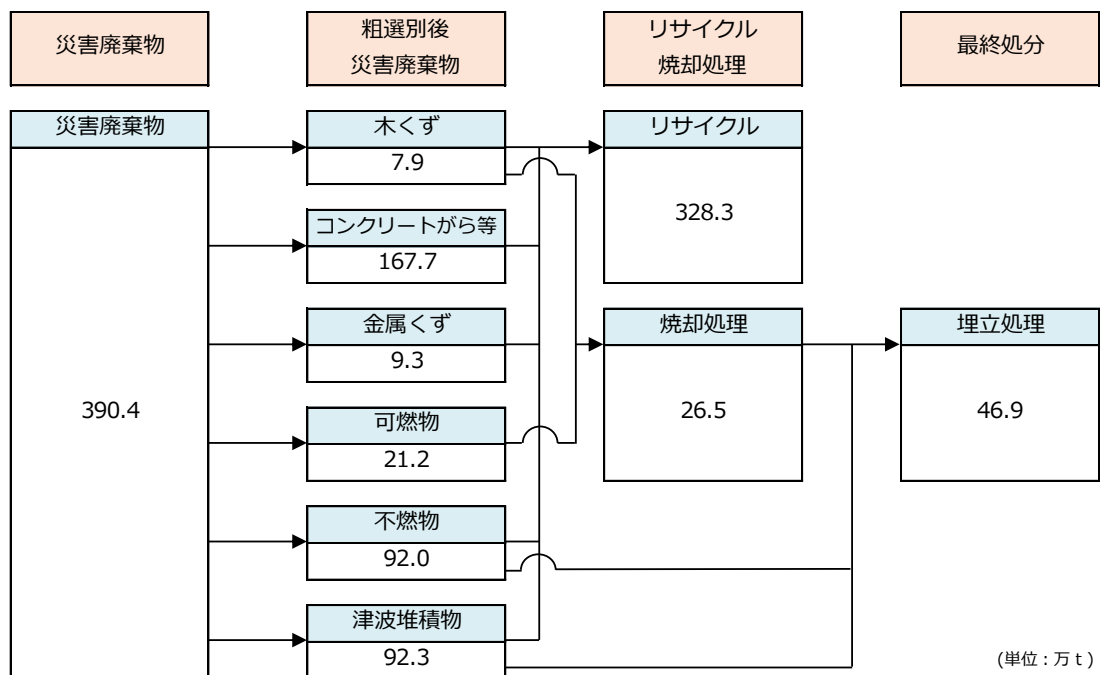 災害廃棄物
粗選別後
災害廃棄物
リサイクル
焼却処理
最終処分
災害廃棄物
390.4
木くず
7.9
コンクリートがら等
167.7
金属くず
9.3
可燃物
21.2
不燃物
92.0
津波堆積物
92.3
リサイクル
328.3
焼却処理
26.5
埋立処理
46.9
(単位:万t)